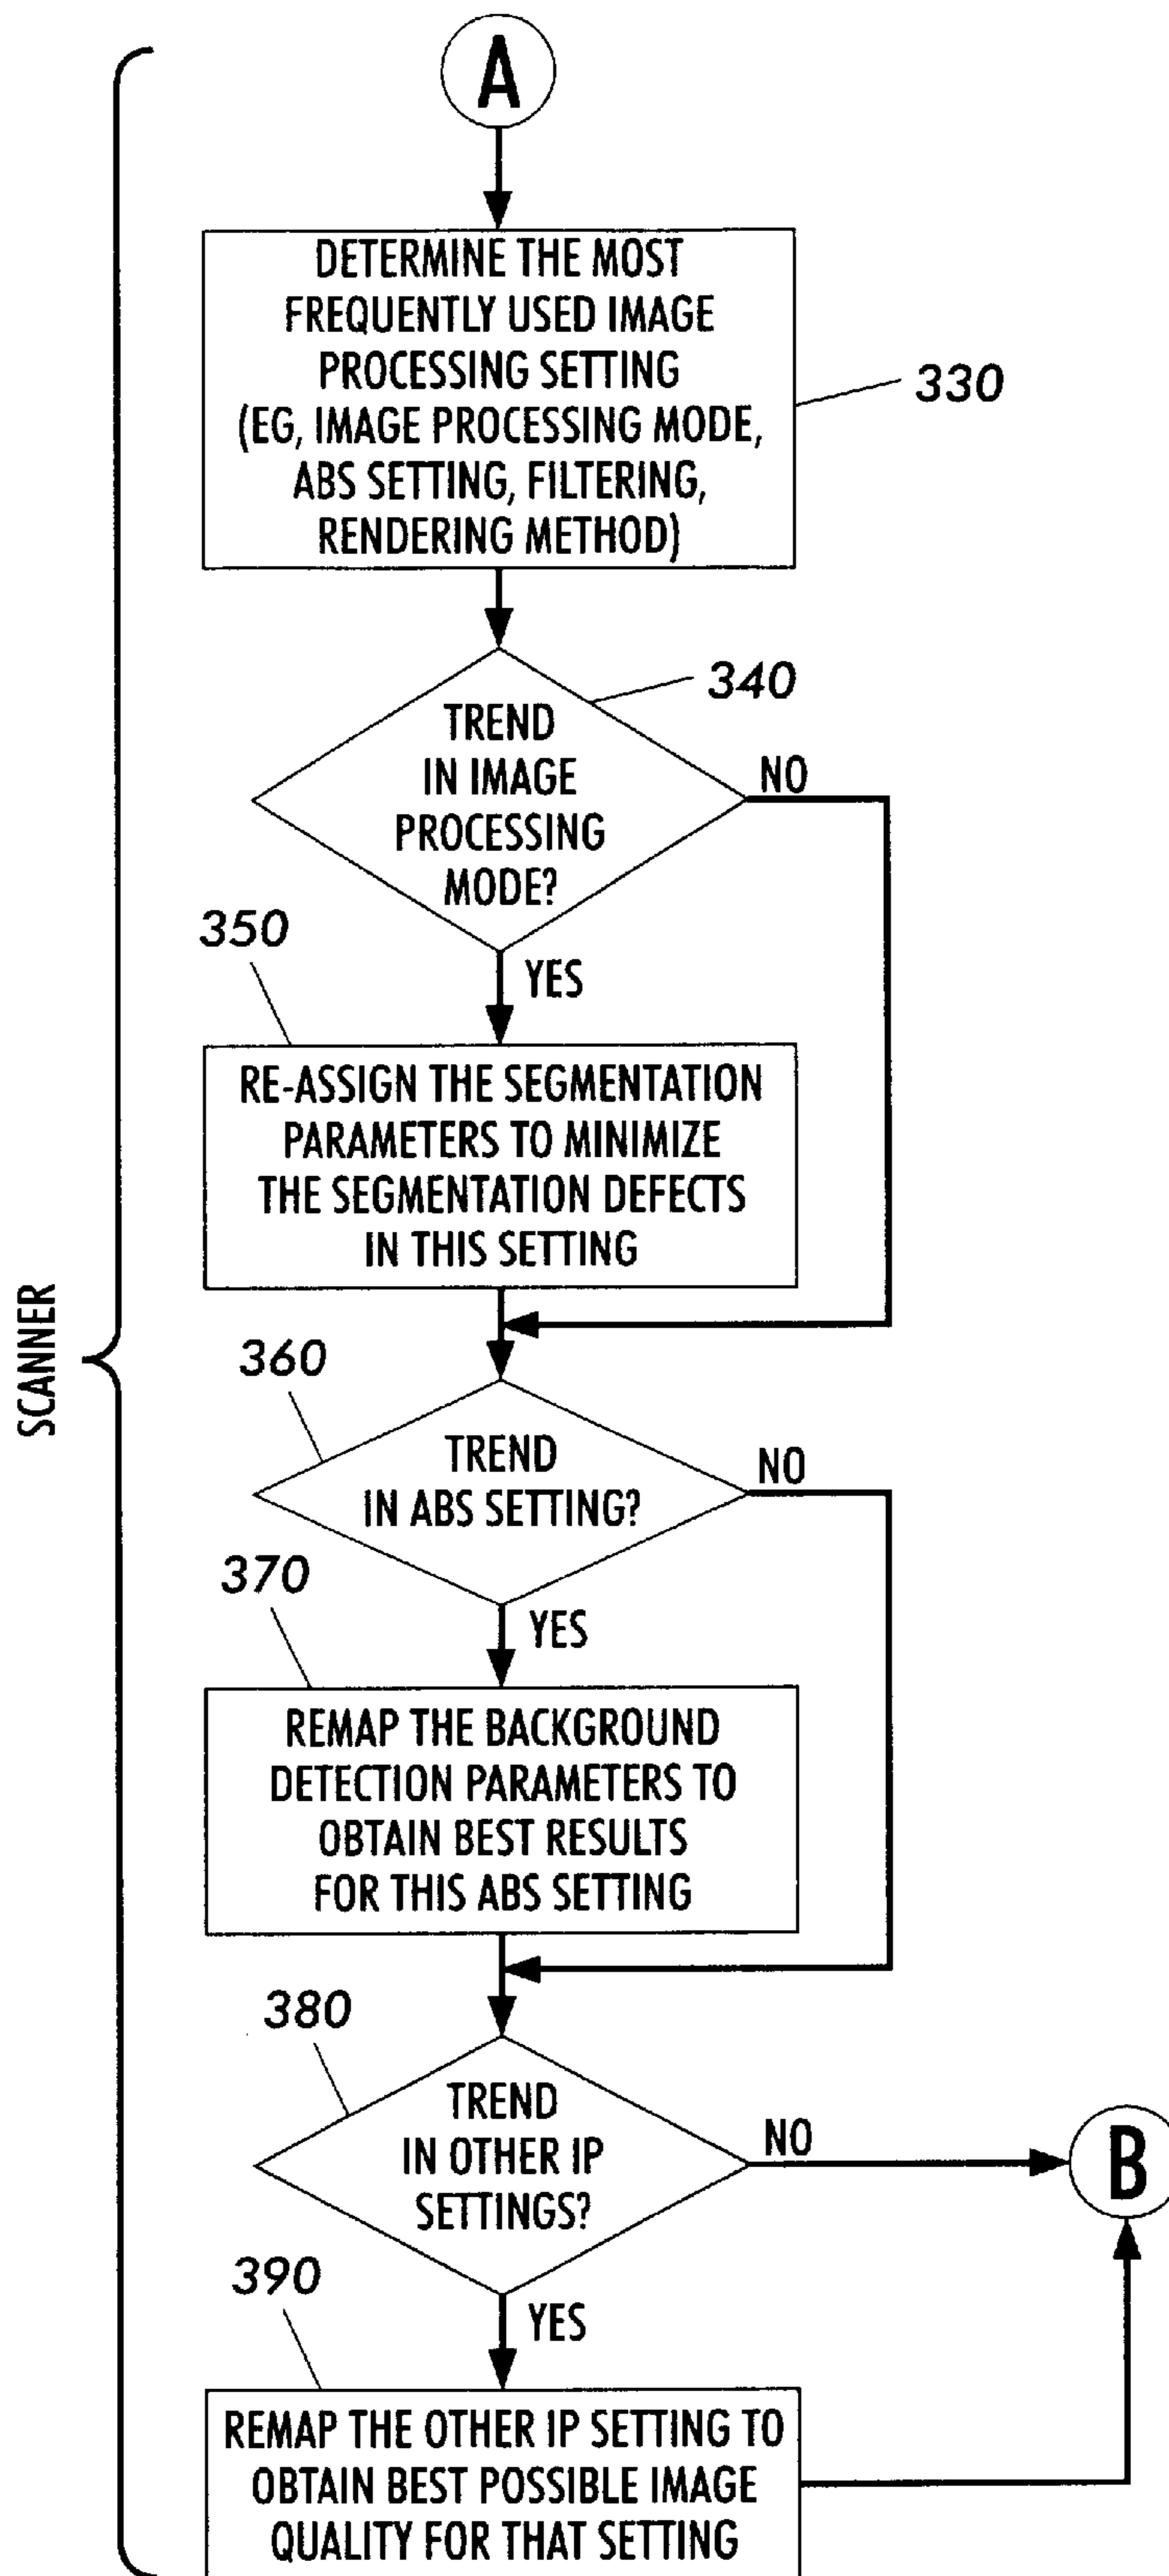 A
DETERMINE THE MOST
FREQUENTLY USED IMAGE
PROCESSING SETTING
(EG, IMAGE PROCESSING MODE,
ABS SETTING, FILTERING,
RENDERING METHOD)
330
340
TREND
IN IMAGE
PROCESSING
MODE?
NO
350
YES
RE-ASSIGN THE SEGMENTATION
PARAMETERS TO MINIMIZE
THE SEGMENTATION DEFECTS
IN THIS SETTING
SCANNER
360
TREND
IN ABS SETTING?
NO
370
YES
REMAP THE BACKGROUND
DETECTION PARAMETERS TO
OBTAIN BEST RESULTS
FOR THIS ABS SETTING
380
TREND
IN OTHER IP
SETTINGS?
NO
B
390
YES
REMAP THE OTHER IP SETTING TO
OBTAIN BEST POSSIBLE IMAGE
QUALITY FOR THAT SETTING